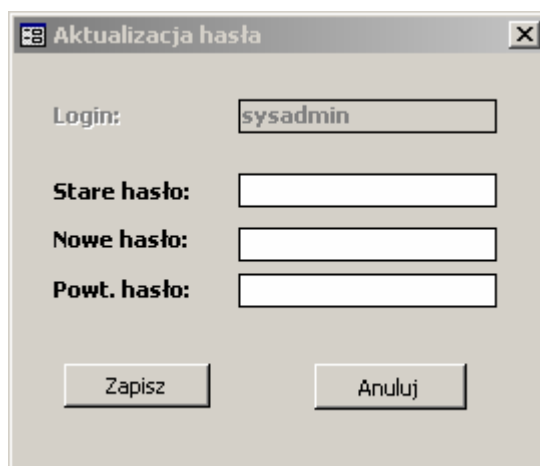 Aktualizacja hasła
Login: sysadmin
Stare hasło:
Nowe hasło:
Powt. hasło:
Zapisz Anuluj